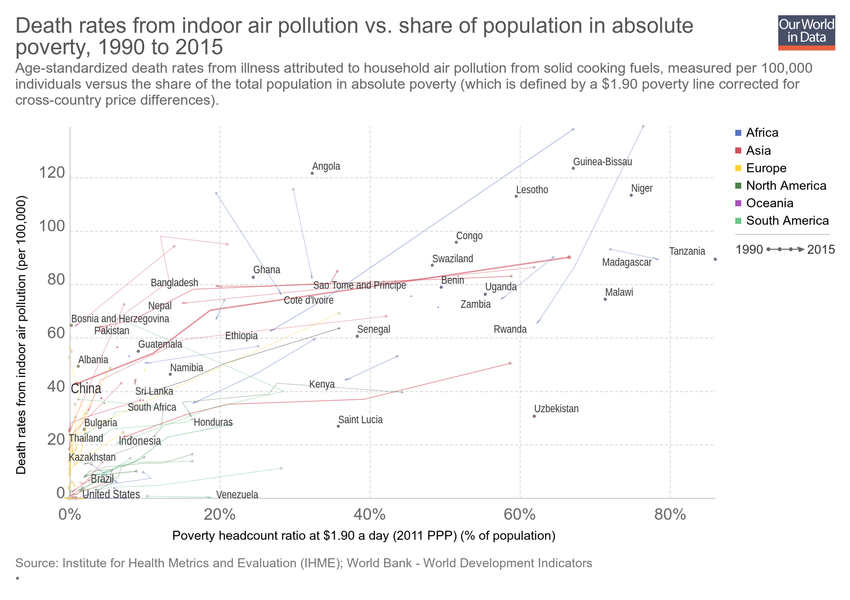 Death rates from indoor air pollution vs. share of population in absolute
poverty, 1990 to 2015
Our World
in Data
Age-standardized death rates from illness attributed to household air pollution from solid cooking fuels, measured per 100,000
individuals versus the share of the total population in absolute poverty (which is defined by a $1.90 poverty line corrected for
cross-country price differences).
Death rates from indoor air pollution (per 100,000)
120
100
80
60
40
20
0
Angola
Guinea-Bissau
Lesotho
Niger
Congo
Tanzania
Swaziland
Madagascar
Ghana
Bangladesh
Sao Tome and Principe
Benin
Uganda
Malawi
Cote d'Ivoire
Nepal
Zambia
Bosnia and Herzegovina
Pakistan
Rwanda
Senegal
Ethiopia
Guatemala
Albania
Namibia
China
Kenya
Sri Lanka
South Africa
Uzbekistan
Saint Lucia
Honduras
Bulgaria
Thailand
Indonesia
Kazakhstan
Brazil
United States
Venezuela
0%
20%
40%
60%
80%
Poverty headcount ratio at $1.90 a day (2011 PPP) (% of population)
Africa
Asia
Europe
North America
Oceania
South America
1990
2015
Source: Institute for Health Metrics and Evaluation (IHME); World Bank - World Development Indicators
•